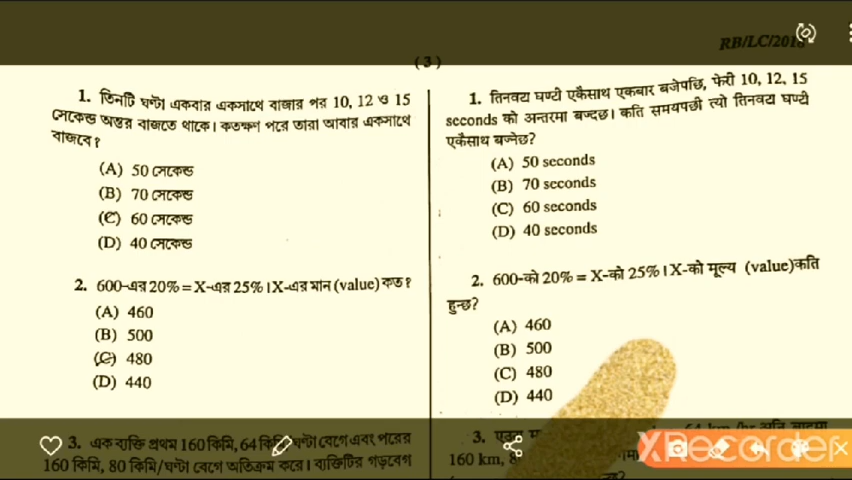 RB/LC/2018
(3)
1. তিনটি ঘণ্টা একবার একসাথে বাজার পর 10, 12 ও 15
সেকেন্ড অন্তর বাজতে থাকে। কতক্ষণ পরে তারা আবার একসাথে
বাজবে?
(A) 50 সেকেন্ড
(B) 70 সেকেন্ড
(C) 60 সেকেন্ড
(D) 40 সেকেন্ড
2. 600-এর 20% = X-এর 25%।X-এর মান (value) কত?
(A) 460
(B) 500
(C) 480
(D) 440
3. এক ব্যক্তি প্রথম 160 কিমি, 64 কিমি/ঘণ্টা বেগে এবং পরের
160 কিমি, 80 কিমি/ঘণ্টা বেগে অতিক্রম করে। ব্যক্তিটির গড়বেগ
1. तिनवटा घण्टी एकैसाथ एकबार बजेपछि, फेरी 10, 12, 15
seconds को अन्तरमा बज्दछ। कति समयपछी त्यो तिनवटा घण्टी
एकैसाथ बज्नेछ?
(A) 50 seconds
(B) 70 seconds
(C) 60 seconds
(D) 40 seconds
2. 600-को 20% = X-को 25%।X-को मूल्य (value)कति
हुन्छ?
(A) 460
(B) 500
(C) 480
(D) 440
3.
160 km,
XRecorder